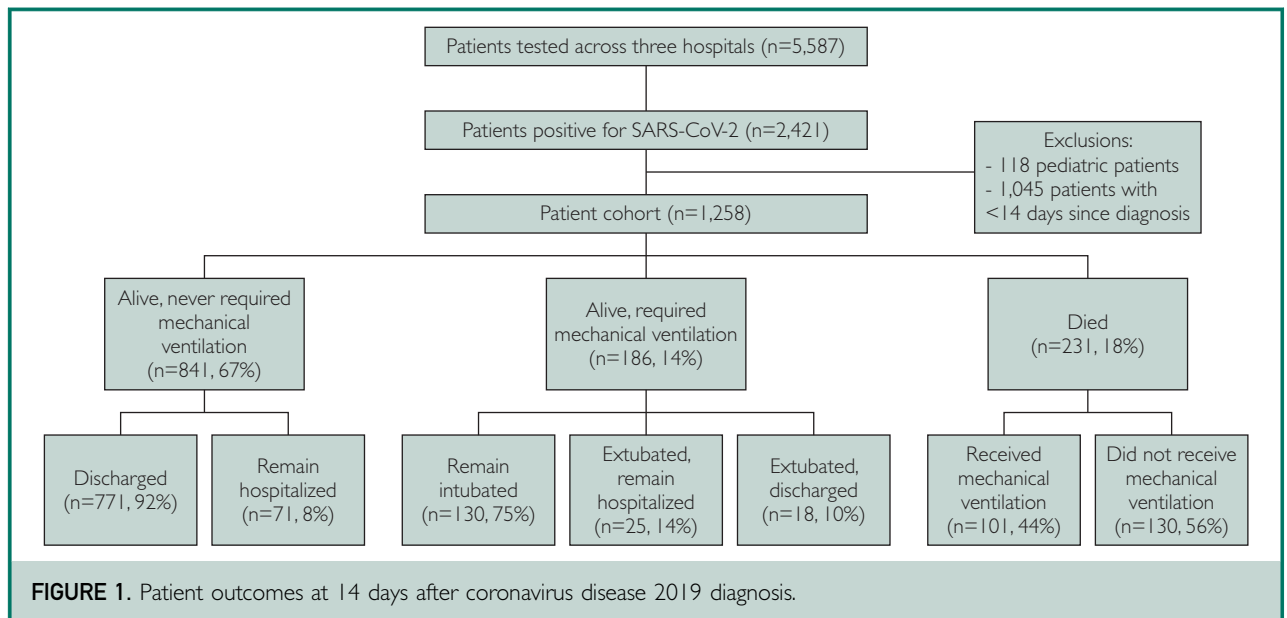 Patients tested across three hospitals (n=5,587)
Patients positive for SARS-CoV-2 (n=2,421)
Exclusions:
- 118 pediatric patients
- 1,045 patients with
<14 days since diagnosis
Patient cohort (n=1,258)
Alive, never required
mechanical
ventilation
(n=841, 67%)
Alive, required
mechanical ventilation
(n=186, 14%)
Died
(n=231, 18%)
Discharged
(n=771, 92%)
Remain
hospitalized
(n=71, 8%)
Remain
intubated
(n=130, 75%)
Extubated,
remain
hospitalized
(n=25, 14%)
Extubated,
discharged
(n=18, 10%)
Received
mechanical
ventilation
(n=101, 44%)
Did not receive
mechanical
ventilation
(n=130, 56%)
FIGURE 1. Patient outcomes at 14 days after coronavirus disease 2019 diagnosis.